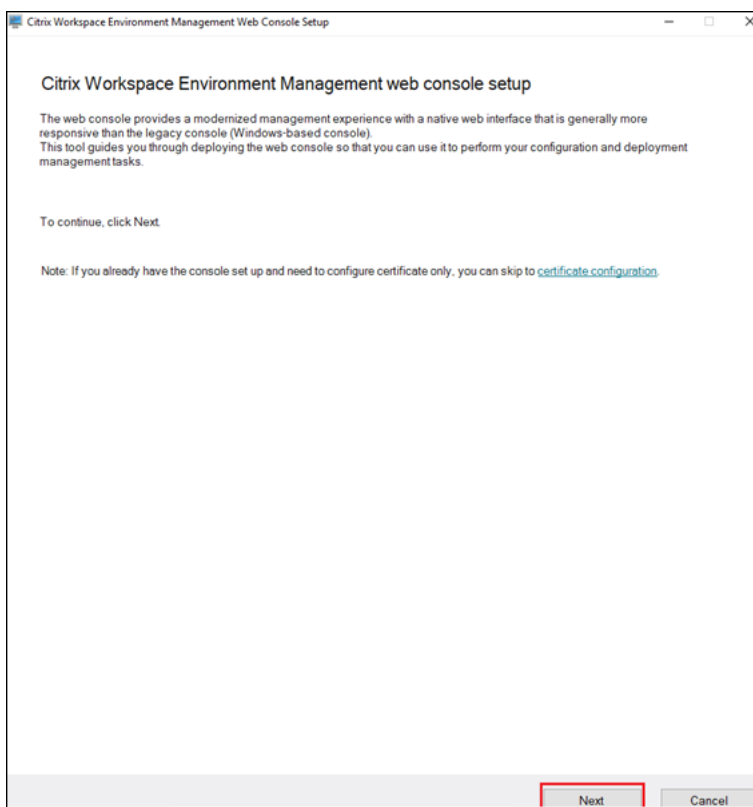 Citrix Workspace Environment Management Web Console Setup
Citrix Workspace Environment Management web console setup
The web console provides a modernized management experience with a native web interface that is generally more
responsive than the legacy console (Windows-based console).
This tool guides you through deploying the web console so that you can use it to perform your configuration and deployment
management tasks.
To continue, click Next.
Note: If you already have the console set up and need to configure certificate only, you can skip to certificate configuration.
Next
Cancel